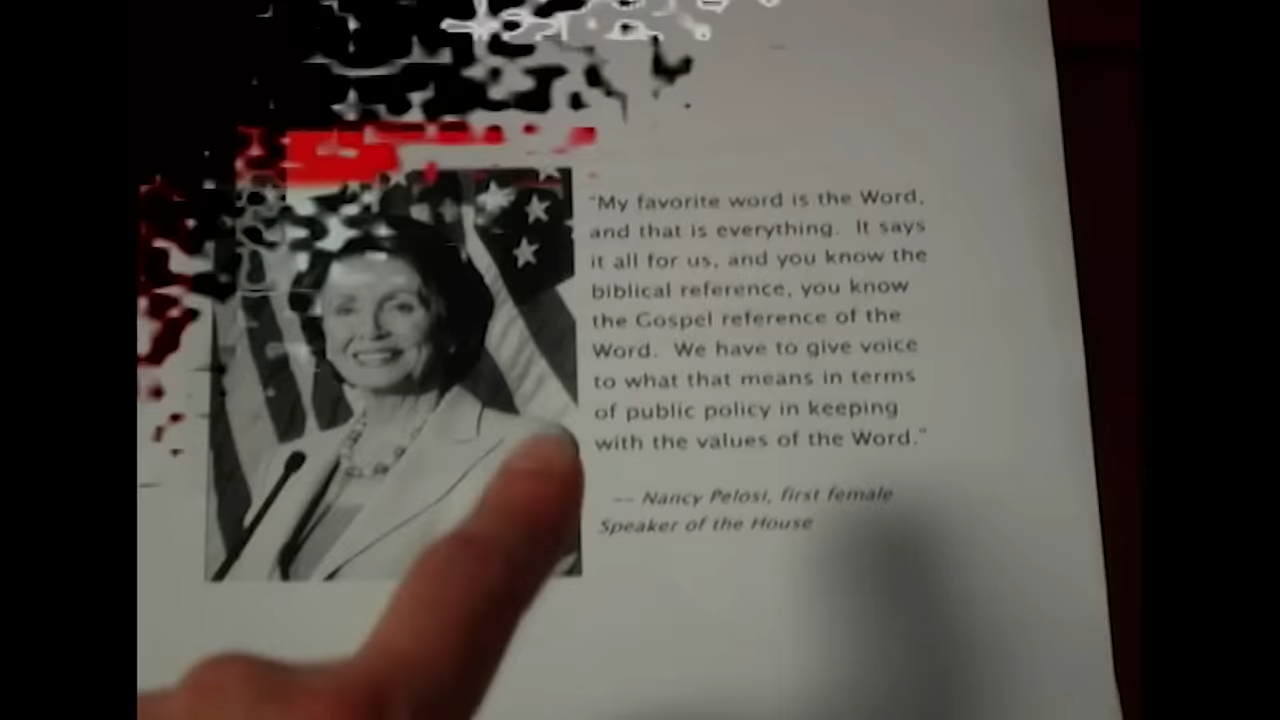 "My favorite word is the Word,
and that is everything.  It says
it all for us, and you know the
biblical reference, you know
the Gospel reference of the
Word.  We have to give voice
to what that means in terms
of public policy in keeping
with the values of the Word."
-- Nancy Pelosi, first female
Speaker of the House